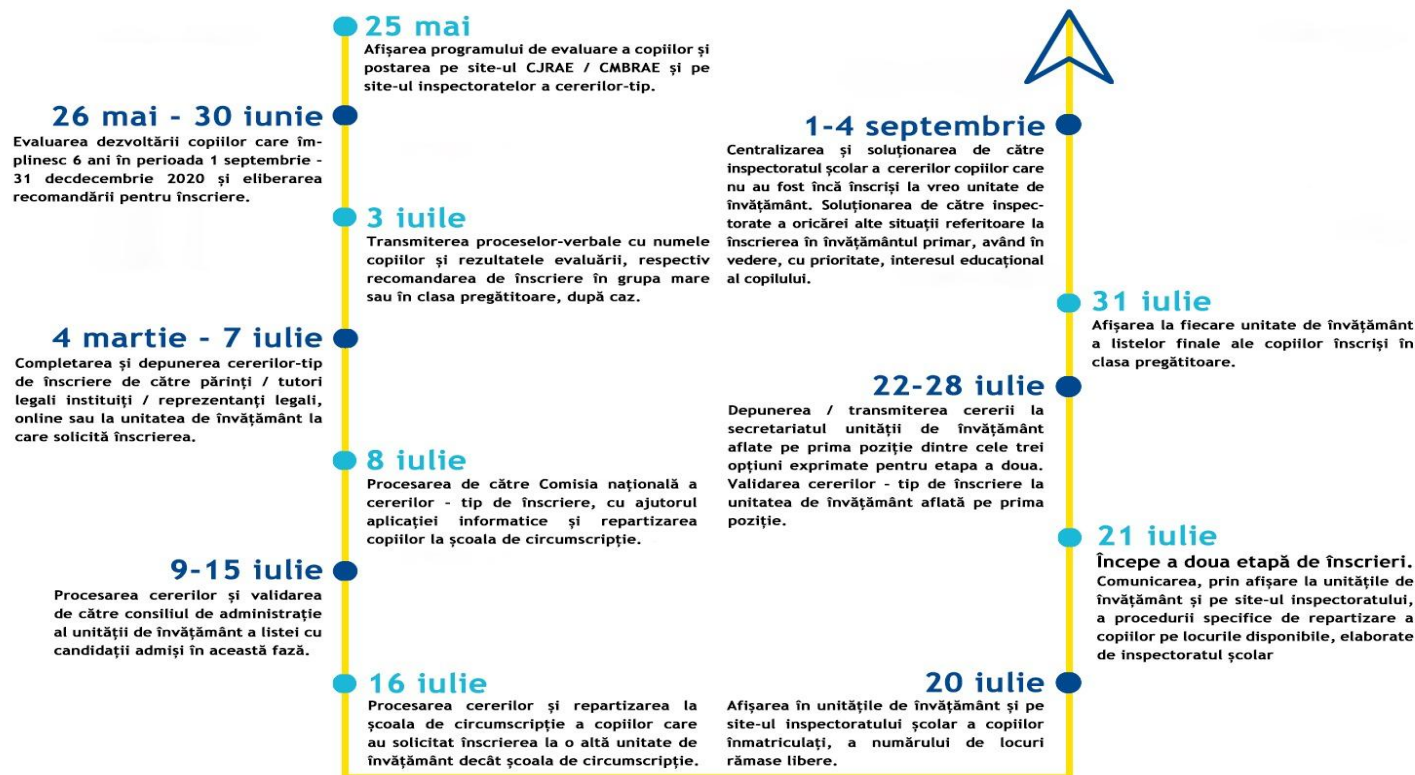 25 mai
Afișarea programului de evaluare a copiilor și
postarea pe site-ul CJRAE / CMBRAE și pe
site-ul inspectoratelor a cererilor-tip.
26 mai - 30 iunie
Evaluarea dezvoltării copiilor care îm-
plinesc 6 ani în perioada 1 septembrie -
31 decdecembrie 2020 și eliberarea
recomandării pentru înscriere.
3 iuile
Transmiterea proceselor-verbale cu numele
copiilor și rezultatele evaluării, respectiv
recomandarea de înscriere în grupa mare
sau în clasa pregătitoare, după caz.
4 martie - 7 iulie
Completarea și depunerea cererilor-tip
de înscriere de către părinți / tutori
legali instituiți / reprezentanți legali,
online sau la unitatea de învățământ la
care solicită înscrierea.
8 iulie
Procesarea de către Comisia națională a
cererilor - tip de înscriere, cu ajutorul
aplicației informatice și repartizarea
copiilor la școala de circumscripție.
9-15 iulie
Procesarea cererilor și validarea
de către consiliul de administrație
al unității de învățământ a listei cu
candidații admiși în această fază.
16 iulie
Procesarea cererilor și repartizarea la
școala de circumscripție a copiilor care
au solicitat înscrierea la o altă unitate de
învățământ decât școala de circumscripție.
20 iulie
Afișarea în unitățile de învățământ și pe
site-ul inspectoratului școlar a copiilor
înmatriculați, a numărului de locuri
rămase libere.
21 iulie
Începe a doua etapă de înscrieri.
Comunicarea, prin afișare la unitățile de
învățământ și pe site-ul inspectoratului,
a procedurii specifice de repartizare a
copiilor pe locurile disponibile, elaborate
de inspectoratul școlar
22-28 iulie
Depunerea / transmiterea cererii la
secretariatul unității de învățământ
aflate pe prima poziție dintre cele trei
opțiuni exprimate pentru etapa a doua.
Validarea cererilor - tip de înscriere la
unitatea de învățământ aflată pe prima
poziție.
31 iulie
Afișarea la fiecare unitate de învățământ
a listelor finale ale copiilor înscriși în
clasa pregătitoare.
1-4 septembrie
Centralizarea și soluționarea de către
inspectoratul școlar a cererilor copiilor care
nu au fost încă înscriși la vreo unitate de
învățământ. Soluționarea de către inspec-
torate a oricărei alte situații referitoare la
înscrierea în învățământul primar, având în
vedere, cu prioritate, interesul educațional
al copilului.